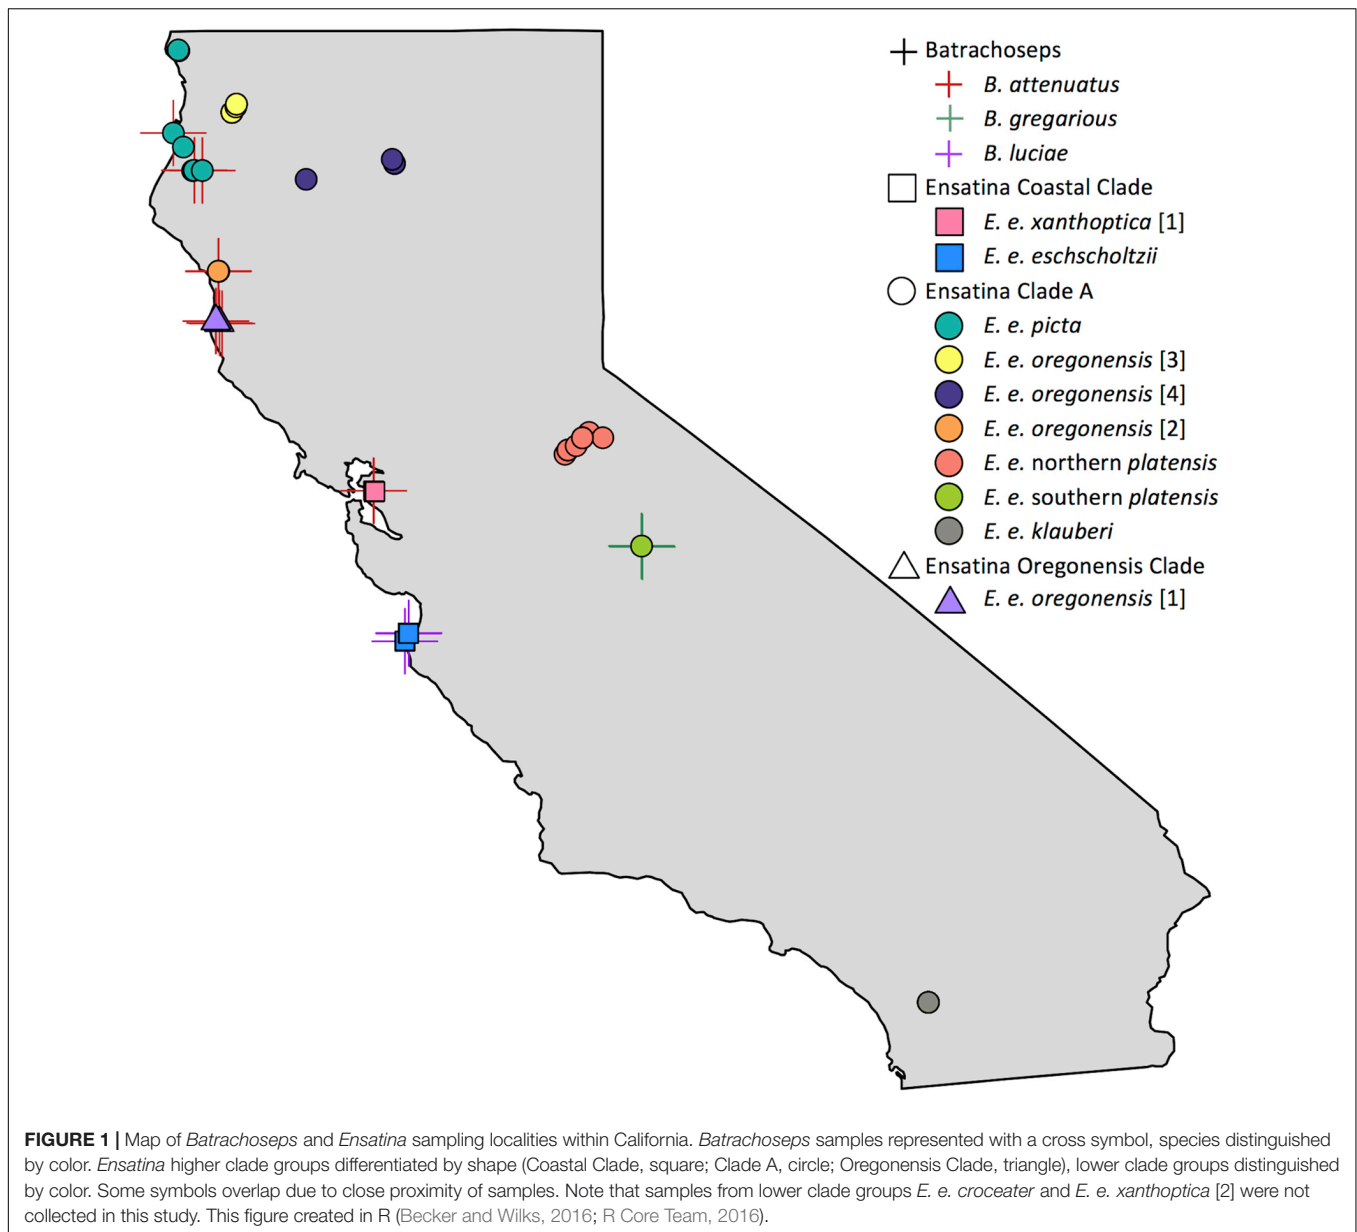 Batrachoseps
B. attenuatus
B. gregarious
B. luciae
Ensatina Coastal Clade
E. e. xanthoptica [1]
E. e. eschscholtzii
Ensatina Clade A
E. e. picta
E. e. oregonensis [3]
E. e. oregonensis [4]
E. e. oregonensis [2]
E. e. northern platensis
E. e. southern platensis
E. e. klauberi
Ensatina Oregonensis Clade
E. e. oregonensis [1]
FIGURE 1 | Map of Batrachoseps and Ensatina sampling localities within California. Batrachoseps samples represented with a cross symbol, species distinguished
by color. Ensatina higher clade groups differentiated by shape (Coastal Clade, square; Clade A, circle; Oregonensis Clade, triangle), lower clade groups distinguished
by color. Some symbols overlap due to close proximity of samples. Note that samples from lower clade groups E. e. croceater and E. e. xanthoptica [2] were not
collected in this study. This figure created in R (Becker and Wilks, 2016; R Core Team, 2016).